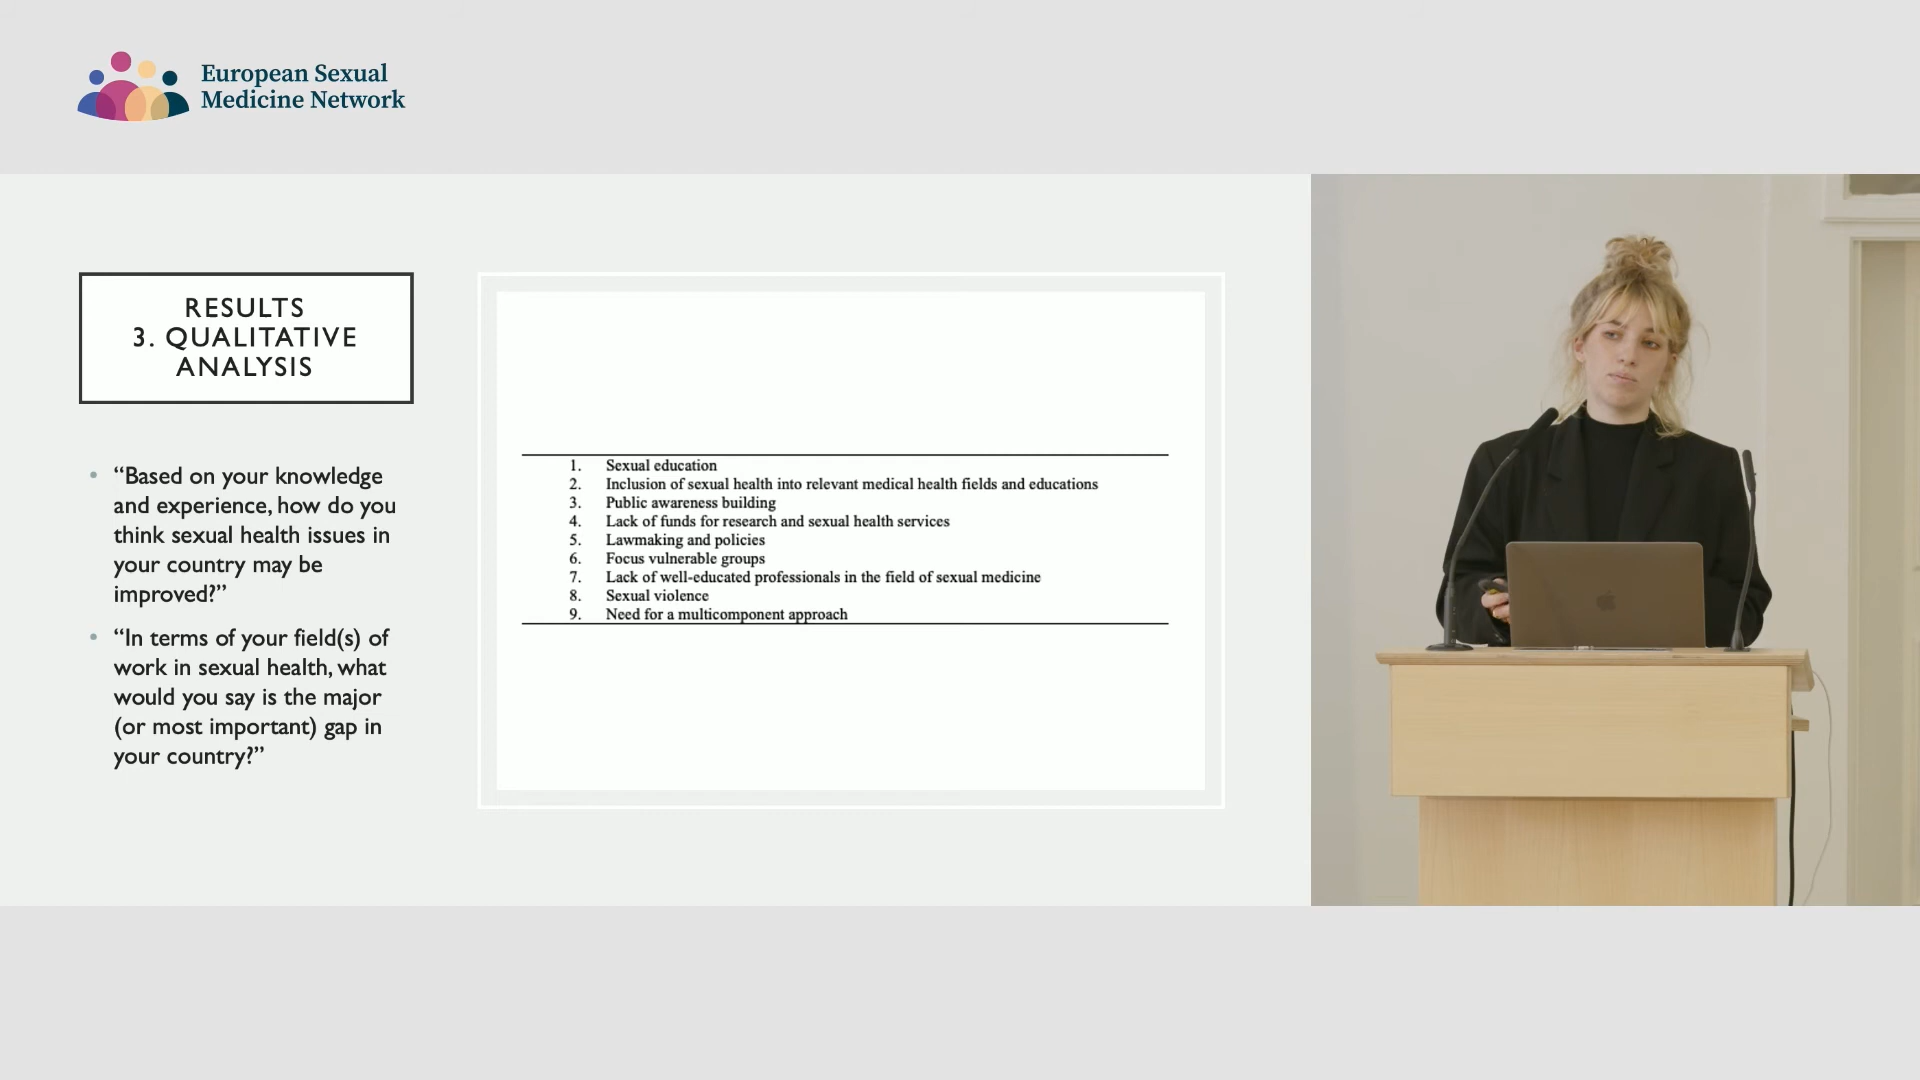 European Sexual
Medicine Network
RESULTS
3. QUALITATIVE
ANALYSIS
• “Based on your knowledge
and experience, how do you
think sexual health issues in
your country may be
improved?”
• “In terms of your field(s) of
work in sexual health, what
would you say is the major
(or most important) gap in
your country?”
1. Sexual education
2. Inclusion of sexual health into relevant medical health fields and educations
3. Public awareness building
4. Lack of funds for research and sexual health services
5. Lawmaking and policies
6. Focus vulnerable groups
7. Lack of well-educated professionals in the field of sexual medicine
8. Sexual violence
9. Need for a multicomponent approach